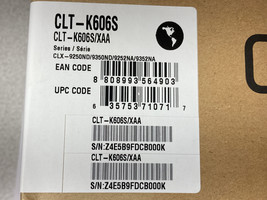 CLT-K606S
CLT-K606S/XAA
Series / Série
CLX-9250ND/9350ND/9252NA/9352NA
EAN CODE
8 808993 564903
UPC CODE
6 35753 71071 7
CLT-K606S/XAA
S/N:Z4E5B9FDCB000K
CLT-K606S/XAA
S/N:Z4E5B9FDCB000K